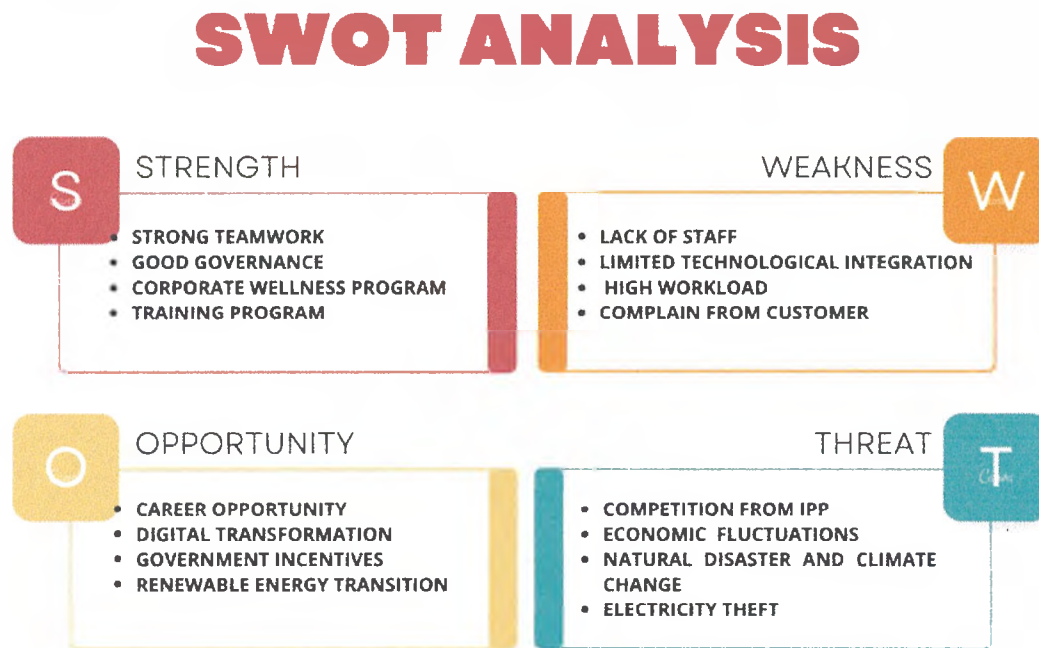 SWOT ANALYSIS
S
STRENGTH
• STRONG TEAMWORK
• GOOD GOVERNANCE
• CORPORATE WELLNESS PROGRAM
• TRAINING PROGRAM
WEAKNESS
W
• LACK OF STAFF
• LIMITED TECHNOLOGICAL INTEGRATION
• HIGH WORKLOAD
• COMPLAIN FROM CUSTOMER
O
OPPORTUNITY
• CAREER OPPORTUNITY
• DIGITAL TRANSFORMATION
• GOVERNMENT INCENTIVES
• RENEWABLE ENERGY TRANSITION
THREAT
T
• COMPETITION FROM IPP
• ECONOMIC FLUCTUATIONS
• NATURAL DISASTER AND CLIMATE
CHANGE
• ELECTRICITY THEFT